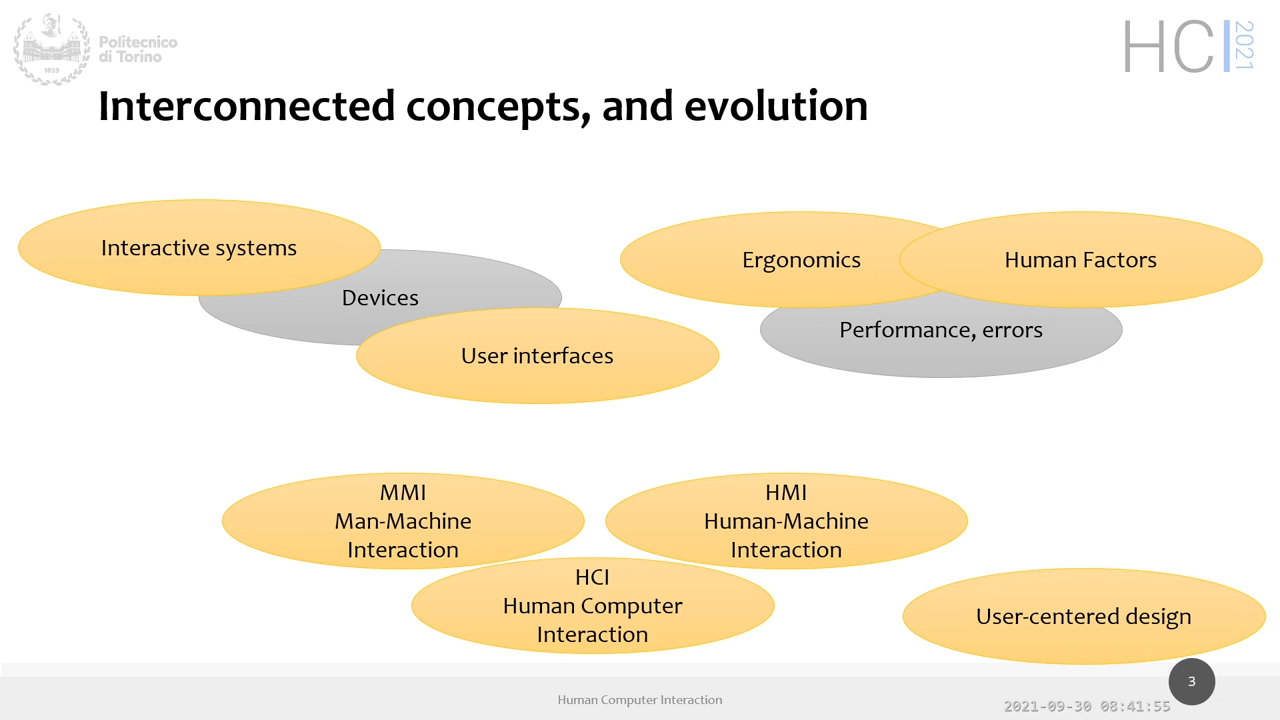 Politecnico
di Torino
1859
HCI 2021
Interconnected concepts, and evolution
Interactive systems
Devices
User interfaces
Ergonomics
Human Factors
Performance, errors
MMI
Man-Machine
Interaction
HMI
Human-Machine
Interaction
HCI
Human Computer
Interaction
User-centered design
Human Computer Interaction
3
2021-09-30 08:41:55